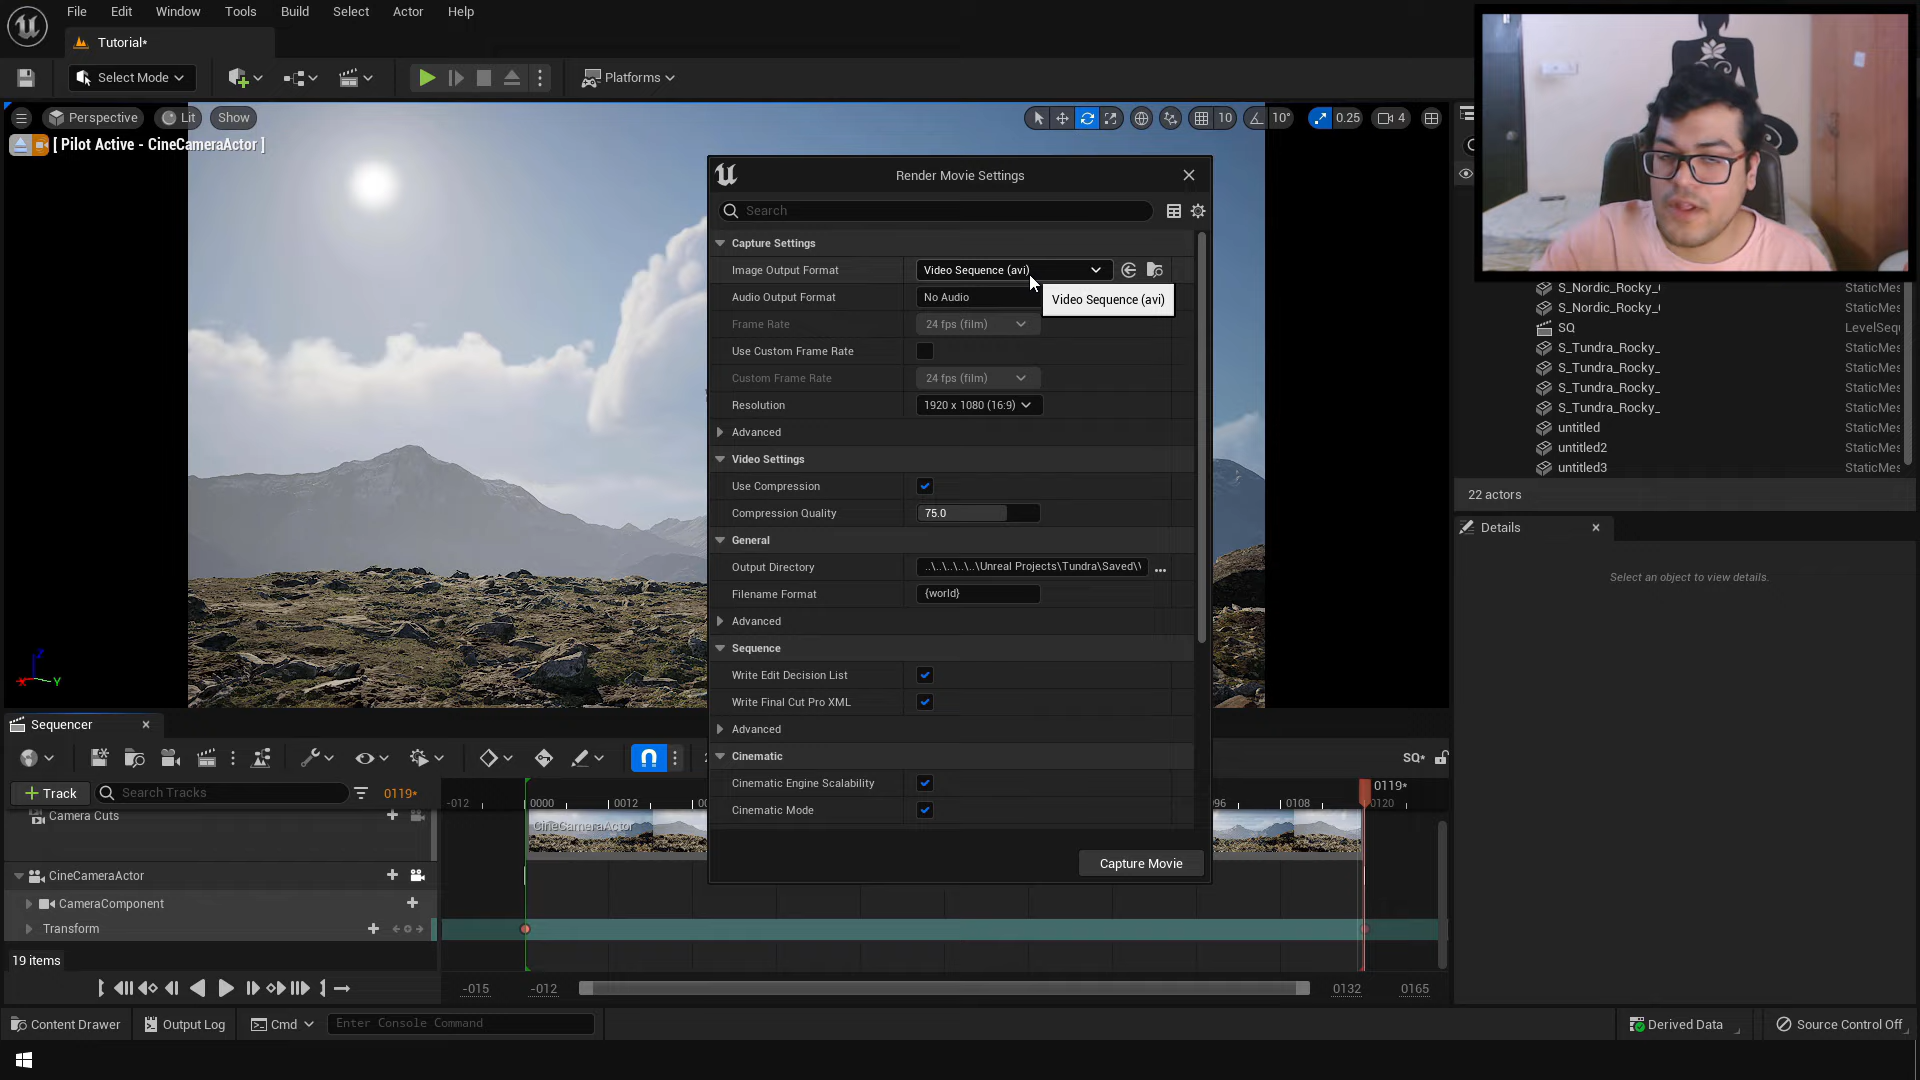 File Edit Window Tools Build Select Actor Help
Tutorial*
Select Mode
Platforms
Perspective Lit Show
10 10° 0.25 4
[ Pilot Active - CineCameraActor ]
Render Movie Settings
Search
Capture Settings
Image Output Format Video Sequence (avi)
Audio Output Format No Audio
Video Sequence (avi)
Frame Rate 24 fps (film)
Use Custom Frame Rate
Custom Frame Rate 24 fps (film)
Resolution 1920 x 1080 (16:9)
Advanced
Video Settings
Use Compression
Compression Quality 75.0
General
Output Directory ..\..\..\..\..\Unreal Projects\Tundra\Saved\V
Filename Format {world}
Advanced
Sequence
Write Edit Decision List
Write Final Cut Pro XML
Advanced
Cinematic
Cinematic Engine Scalability
Cinematic Mode
Capture Movie
S_Nordic_Rocky_ StaticMes
S_Nordic_Rocky_ StaticMes
SQ LevelSeq
S_Tundra_Rocky_ StaticMes
S_Tundra_Rocky_ StaticMes
S_Tundra_Rocky_ StaticMes
S_Tundra_Rocky_ StaticMes
untitled StaticMes
untitled2 StaticMes
untitled3 StaticMes
22 actors
Details
Select an object to view details.
X Y Z
Sequencer
SQ*
Track Search Tracks 0119*
-012 0000 0012 0108 0119* 0120
Camera Cuts
CineCameraActor
CineCameraActor
CameraComponent
Transform
19 items
-015 -012 0132 0165
Content Drawer Output Log Cmd Enter Console Command
Derived Data Source Control Off